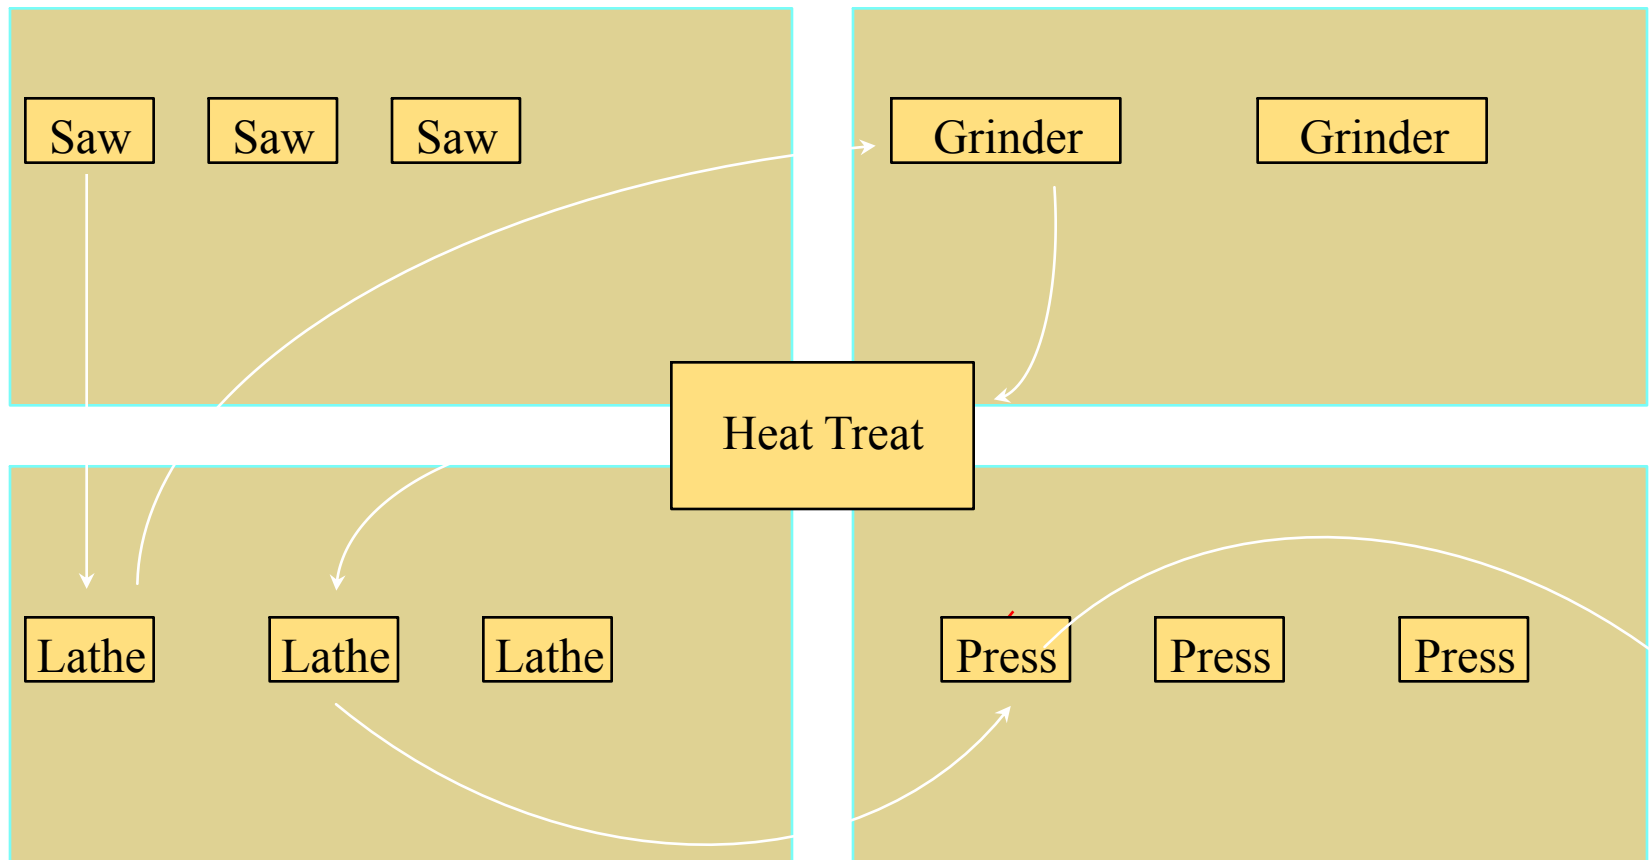 Saw
Saw
Saw
Grinder
Grinder
Heat Treat
Lathe
Lathe
Lathe
Press
Press
Press